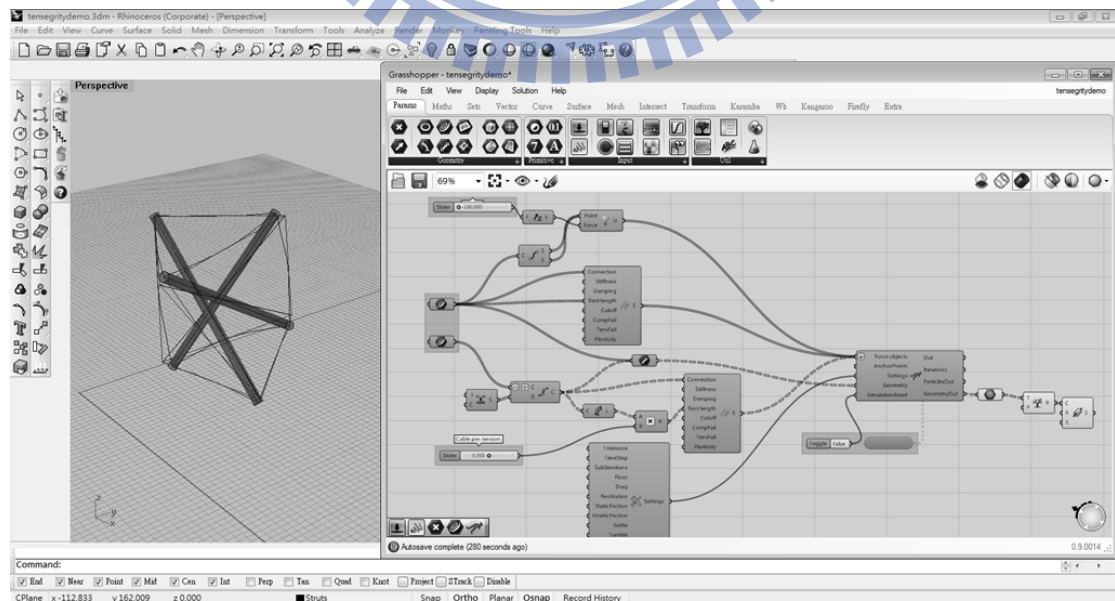 tensegritydemo.3dm - Rhinoceros (Corporate) - [Perspective]
File Edit View Curve Surface Solid Mesh Dimension Transform Tools Analyze Render Monkey Paneling Tools Help
Perspective
Grasshopper - tensegritydemo*
File Edit View Display Solution Help
tensegritydemo
Params Maths Sets Vector Curve Surface Mesh Intersect Transform Karamba Wb Kangaroo Firefly Extra
Geometry Primitive Input Util
69%
Slider -100.000
Point
Force
U
C
S
E
Connection
Stiffness
Damping
Rest length
Cutoff
CompFail
TensFail
Plasticity
S
Force objects
AnchorPoints
Settings
Geometry
SimulationReset
Out
Iterations
ParticlesOut
GeometryOut
Connection
Stiffness
Damping
Rest length
Cutoff
CompFail
TensFail
Plasticity
S
Cable pre-tension
Slider 0.500
Toggle False
Tolerance
TimeStep
SubIterations
Floor
Drag
Restitution
Static Friction
Kinetic Friction
Settle
Settings
Autosave complete (280 seconds ago)
0.9.0014
z
y
x
Command:
End Near Point Mid Cen Int Perp Tan Quad Knot Project STrack Disable
CPlane x -112.833 y 162.009 z 0.000 Struts Snap Ortho Planar Osnap Record History